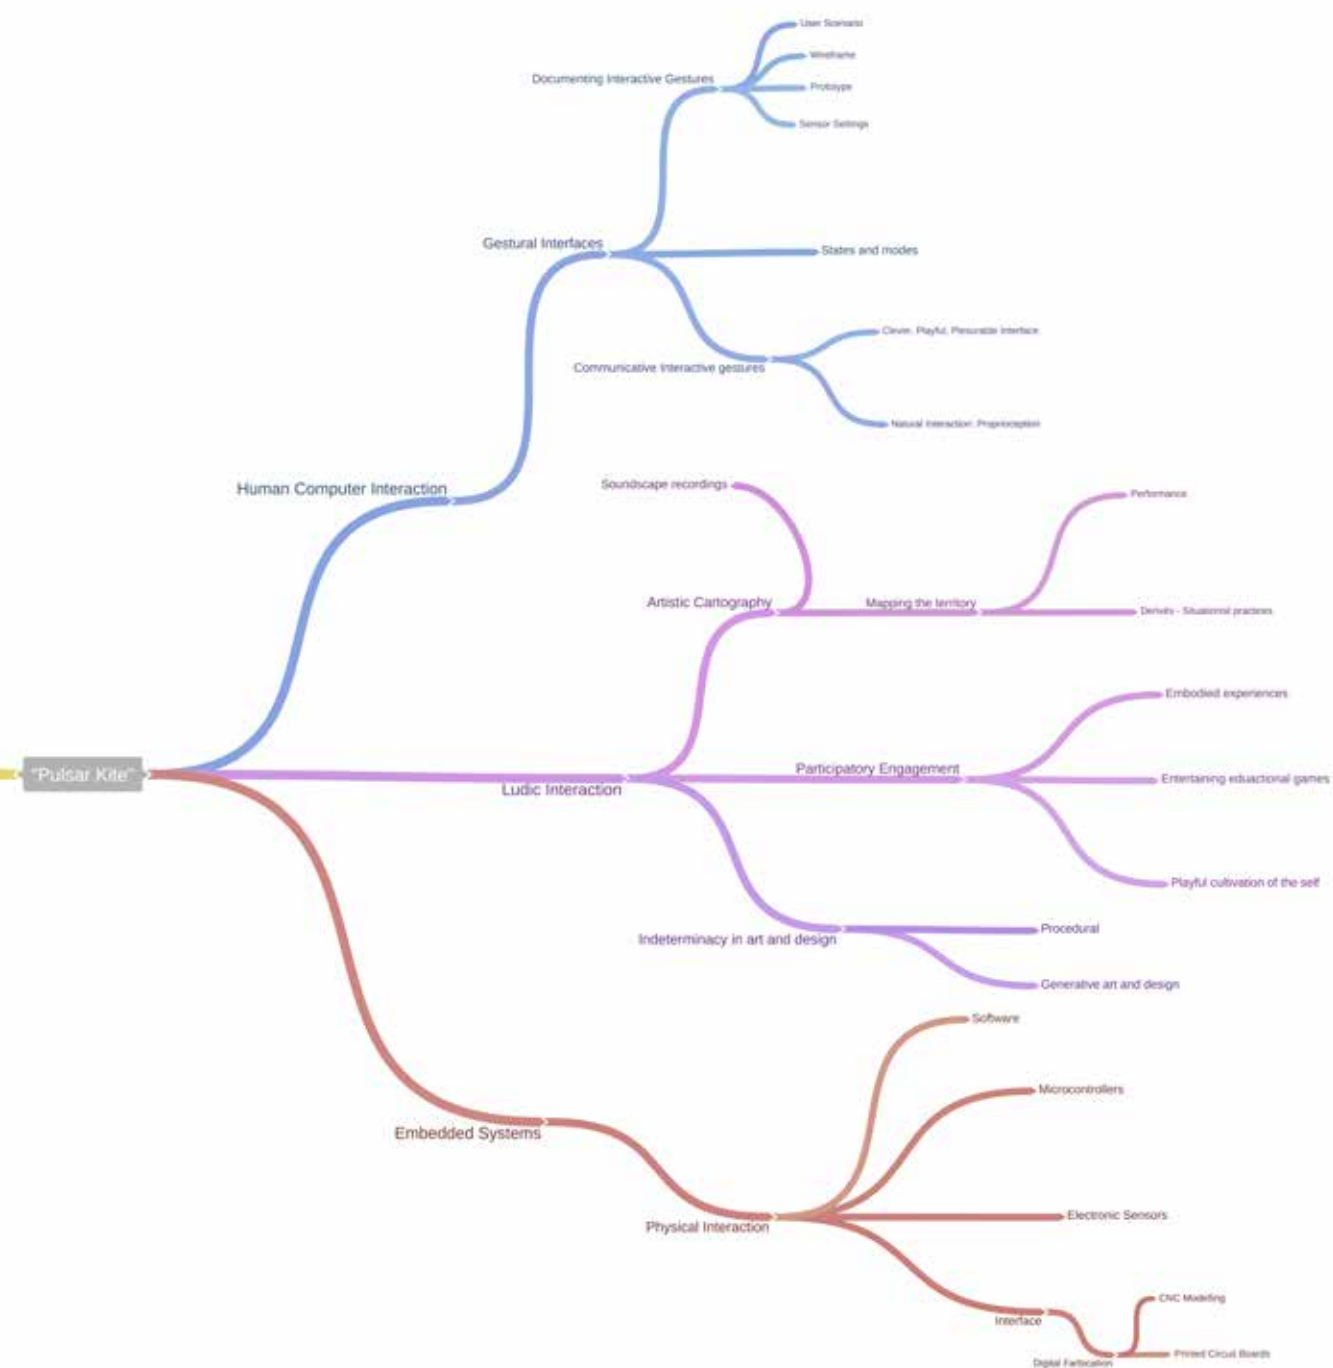 User Scenario
Wireframe
Documenting Interactive Gestures
Prototype
Sensor Settings
Gestural Interfaces
States and modes
Clever, Playful, Plesurable Interface.
Communicative Interactive gestures
Natural Interaction: Proprioception
Human Computer Interaction
Soundscape recordings
Performance
Artistic Cartography
Mapping the territory
Derives - Situationist practices
Embodied experiences
"Pulsar Kite"
Participatory Engagement
Entertaining eduactional games
Ludic Interaction
Playful cultivation of the self
Procedural
Indeterminacy in art and design
Generative art and design
Software
Microcontrollers
Embedded Systems
Electronic Sensors
Physical Interaction
CNC Modelling
Interface
Printed Circuit Boards
Digital